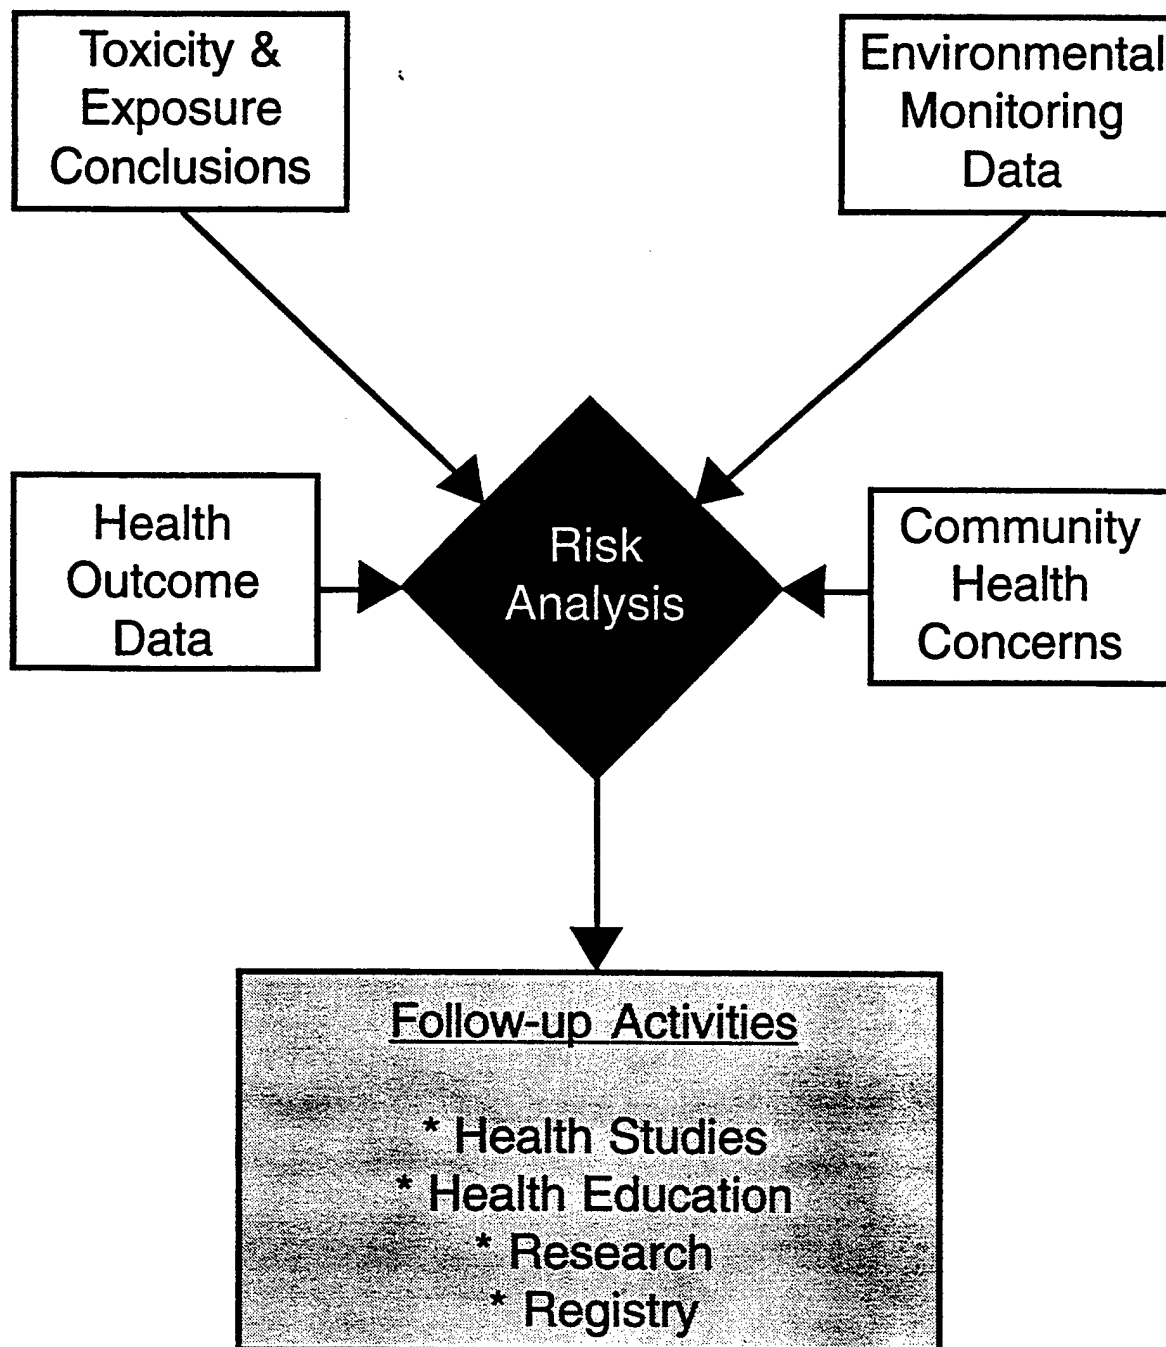 Toxicity &
Exposure
Conclusions
Environmental
Monitoring
Data
Health
Outcome
Data
Risk
Analysis
Community
Health
Concerns
Follow-up Activities
* Health Studies
* Health Education
* Research
* Registry